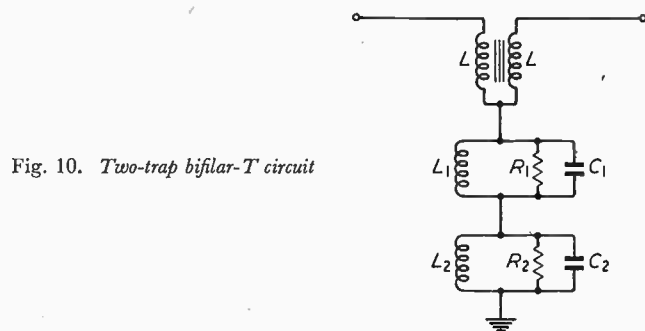 L L
L₁ R₁ C₁
Fig. 10. Two-trap bifilar-T circuit
L₂ R₂ C₂